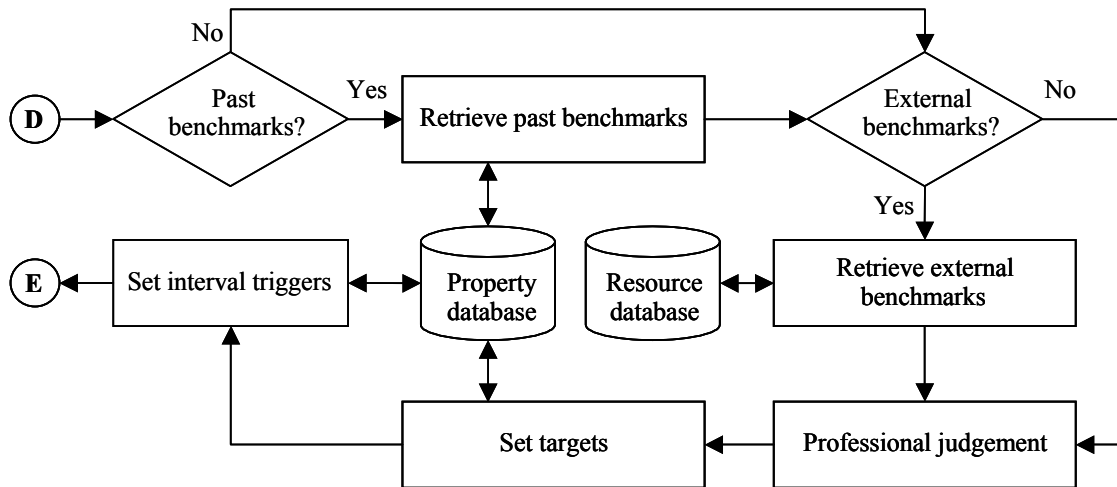 No
D
Past
benchmarks?
Yes
Retrieve past benchmarks
External
benchmarks?
No
Yes
E
Set interval triggers
Property
database
Resource
database
Retrieve external
benchmarks
Set targets
Professional judgement